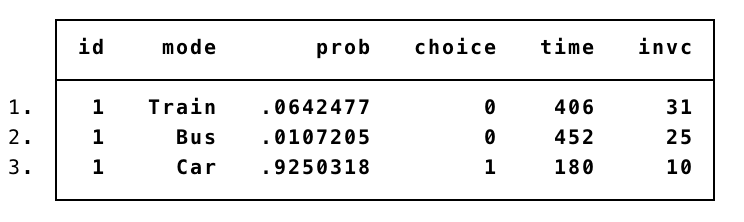 id mode prob choice time invc
1. 1 Train .0642477 0 406 31
2. 1 Bus .0107205 0 452 25
3. 1 Car .9250318 1 180 10